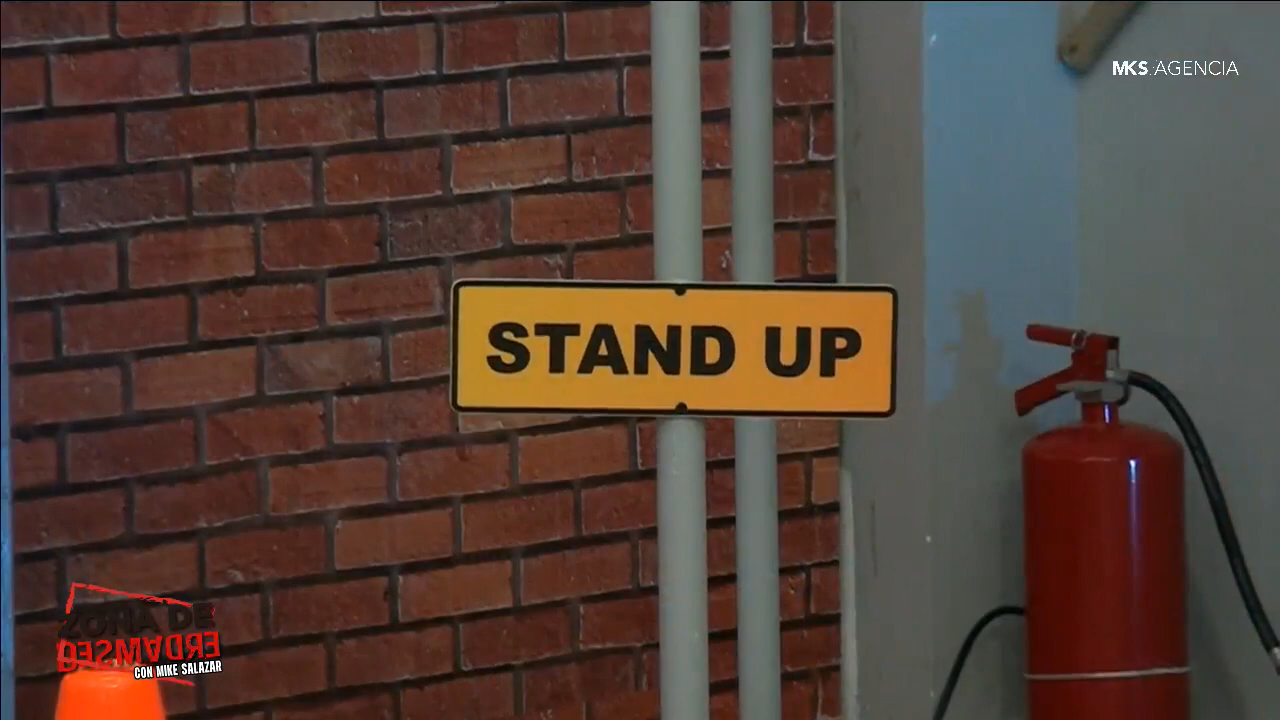 MKS AGENCIA
STAND UP
ZONA DE
DESMADRE
CON MIKE SALAZAR